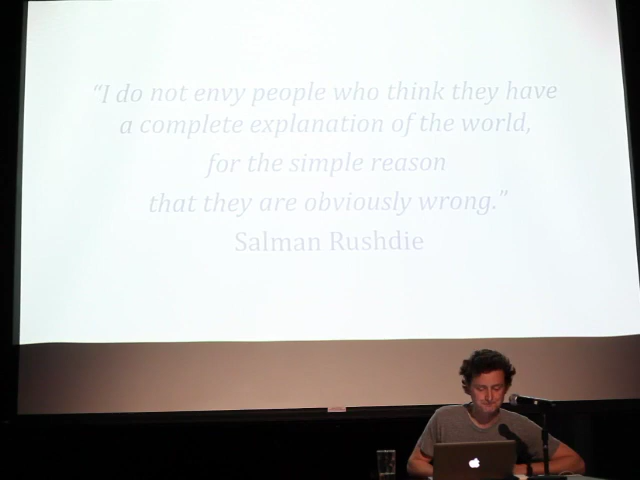 “I do not envy people who think they have
a complete explanation of the world,
for the simple reason
that they are obviously wrong.”
Salman Rushdie